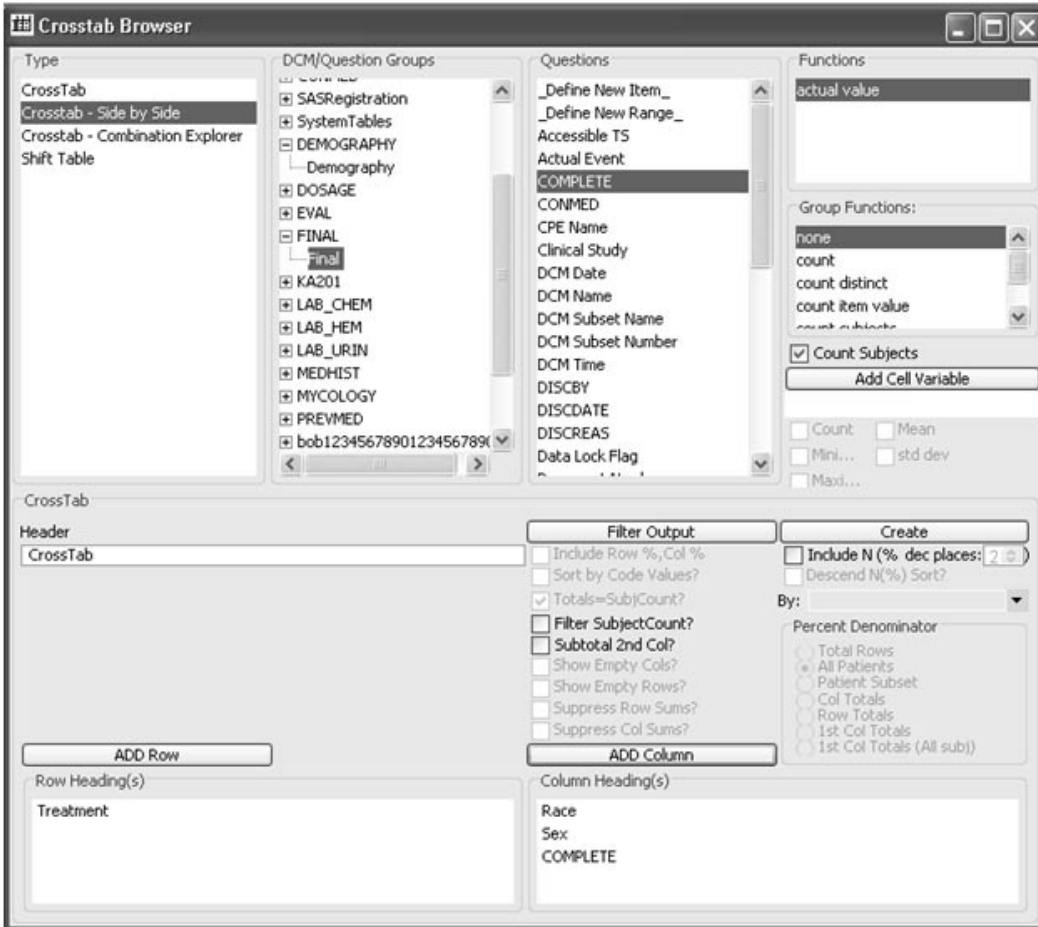 Crosstab Browser
Type
CrossTab
Crosstab - Side by Side
Crosstab - Combination Explorer
Shift Table
DCM/Question Groups
CONMED
SASRegistration
SystemTables
DEMOGRAPHY
Demography
DOSAGE
EVAL
FINAL
Final
KA201
LAB_CHEM
LAB_HEM
LAB_URIN
MEDHIST
MYCOLOGY
PREVMED
bob12345678901234567890
Questions
_Define New Item_
_Define New Range_
Accessible TS
Actual Event
COMPLETE
CONMED
CPE Name
Clinical Study
DCM Date
DCM Name
DCM Subset Name
DCM Subset Number
DCM Time
DISCBY
DISCDATE
DISCREAS
Data Lock Flag
Functions
actual value
Group Functions:
none
count
count distinct
count item value
count subjects
Count Subjects
Add Cell Variable
Count
Mean
Mini...
std dev
Maxi...
CrossTab
Header
CrossTab
Filter Output
Include Row %,Col %
Sort by Code Values?
Totals=SubjCount?
Filter SubjectCount?
Subtotal 2nd Col?
Show Empty Cols?
Show Empty Rows?
Suppress Row Sums?
Suppress Col Sums?
Create
Include N (% dec places: 2 )
Descend N(%) Sort?
By:
Percent Denominator
Total Rows
All Patients
Patient Subset
Col Totals
Row Totals
1st Col Totals
1st Col Totals (All subj)
ADD Row
ADD Column
Row Heading(s)
Treatment
Column Heading(s)
Race
Sex
COMPLETE